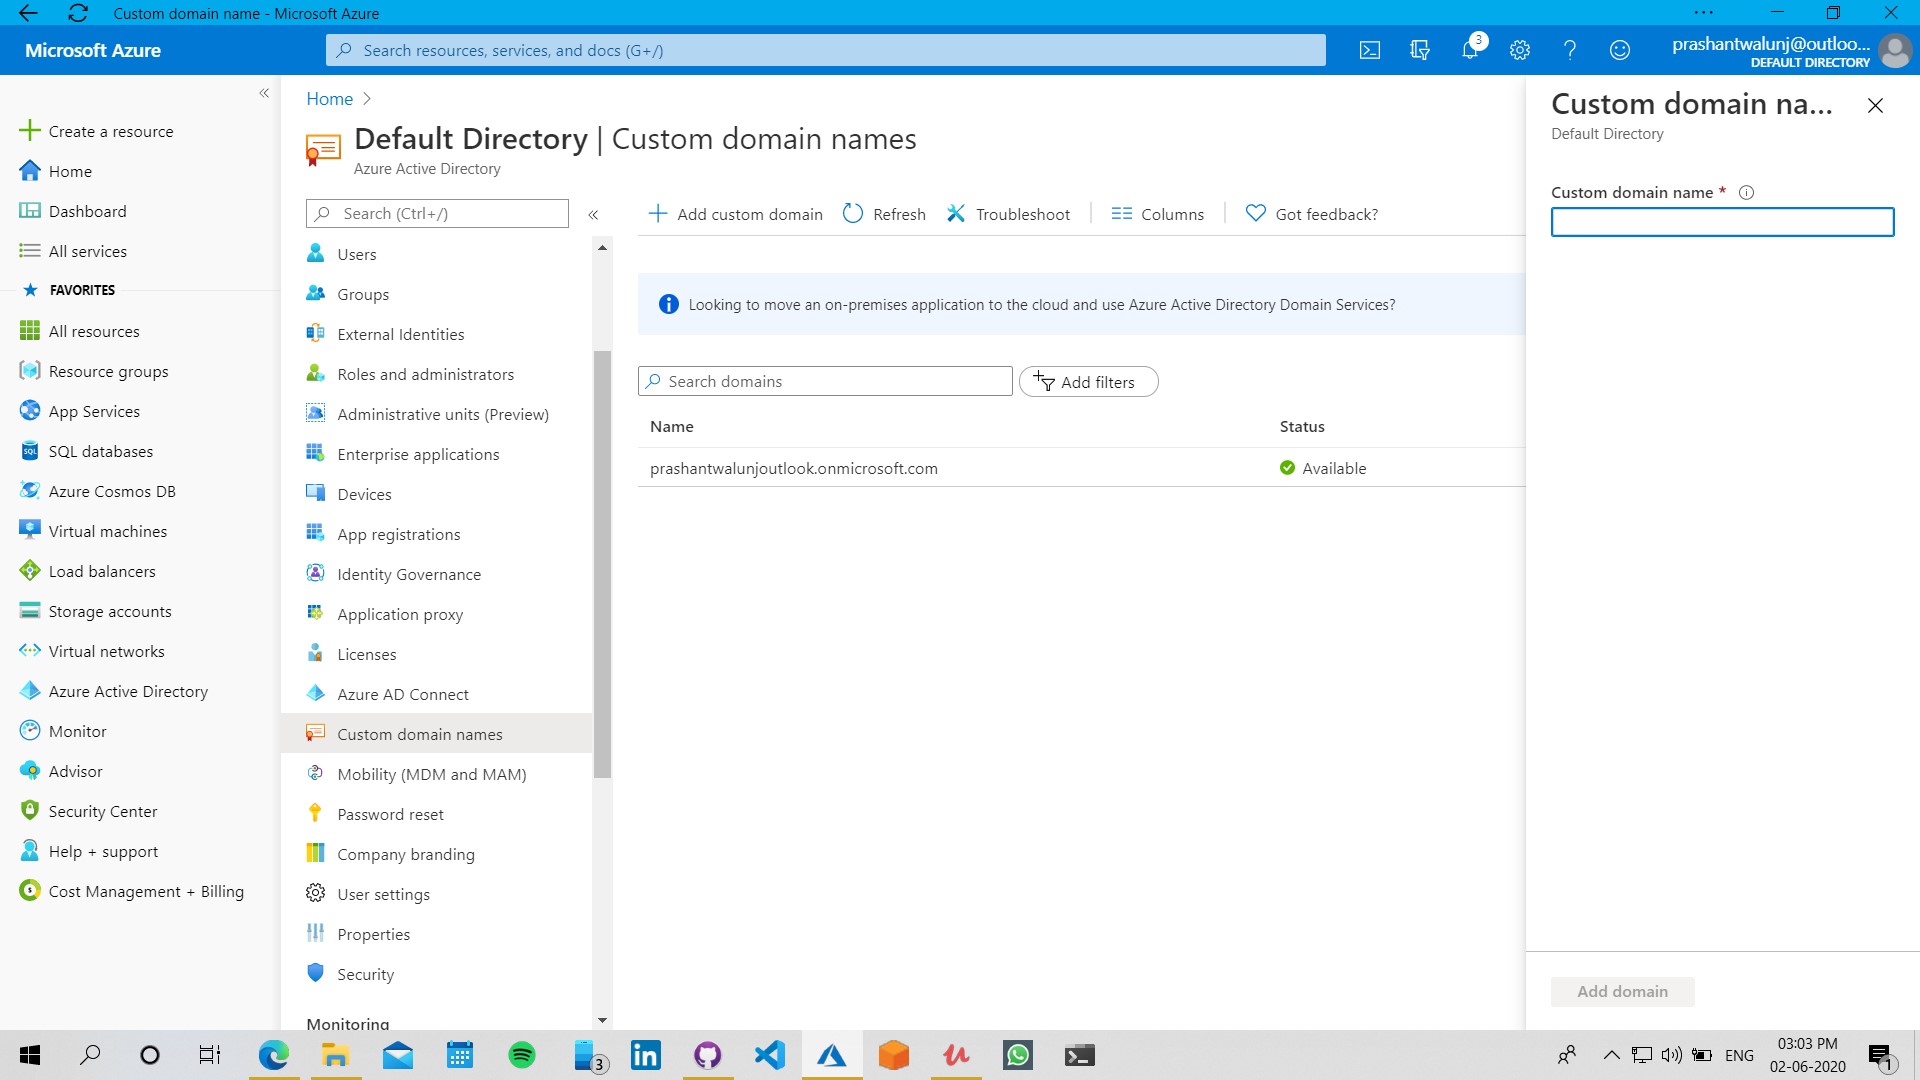 Custom domain name - Microsoft Azure
Microsoft Azure
Search resources, services, and docs (G+/)
3
prashantwalunj@outloo...
DEFAULT DIRECTORY
Create a resource
Home
Dashboard
All services
FAVORITES
All resources
Resource groups
App Services
SQL databases
Azure Cosmos DB
Virtual machines
Load balancers
Storage accounts
Virtual networks
Azure Active Directory
Monitor
Advisor
Security Center
Help + support
Cost Management + Billing
Home
Default Directory | Custom domain names
Azure Active Directory
Search (Ctrl+/)
Users
Groups
External Identities
Roles and administrators
Administrative units (Preview)
Enterprise applications
Devices
App registrations
Identity Governance
Application proxy
Licenses
Azure AD Connect
Custom domain names
Mobility (MDM and MAM)
Password reset
Company branding
User settings
Properties
Security
Monitoring
Add custom domain
Refresh
Troubleshoot
Columns
Got feedback?
Looking to move an on-premises application to the cloud and use Azure Active Directory Domain Services?
Search domains
Add filters
Name
Status
prashantwalunjoutlook.onmicrosoft.com
Available
Custom domain na...
Default Directory
Custom domain name *
Add domain
3
ENG
03:03 PM
02-06-2020
1